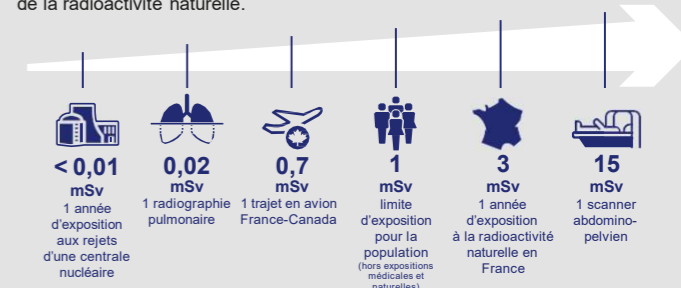 de la radioactivité naturelle.
< 0,01
mSv
1 année
d'exposition
aux rejets
d'une centrale
nucléaire
0,02
mSv
1 radiographie
pulmonaire
0,7
mSv
1 trajet en avion
France-Canada
1
mSv
limite
d'exposition
pour la
population
(hors expositions
médicales et
naturelles)
3
mSv
1 année
d'exposition
à la radioactivité
naturelle en
France
15
mSv
1 scanner
abdomino-
pelvien